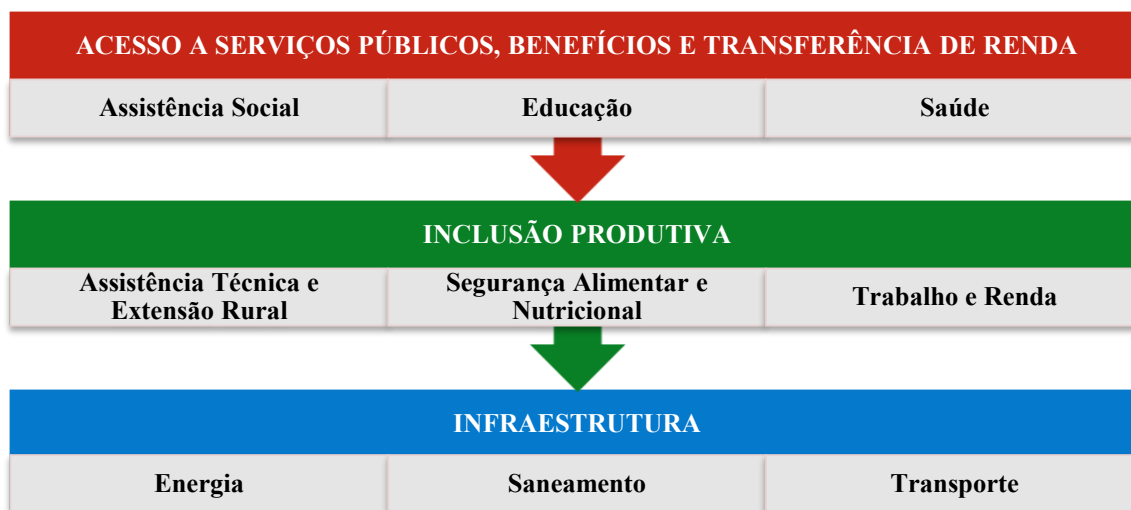 ACESSO A SERVIÇOS PÚBLICOS, BENEFÍCIOS E TRANSFERÊNCIA DE RENDA
Assistência Social
Educação
Saúde
INCLUSÃO PRODUTIVA
Assistência Técnica e
Extensão Rural
Segurança Alimentar e
Nutricional
Trabalho e Renda
INFRAESTRUTURA
Energia
Saneamento
Transporte